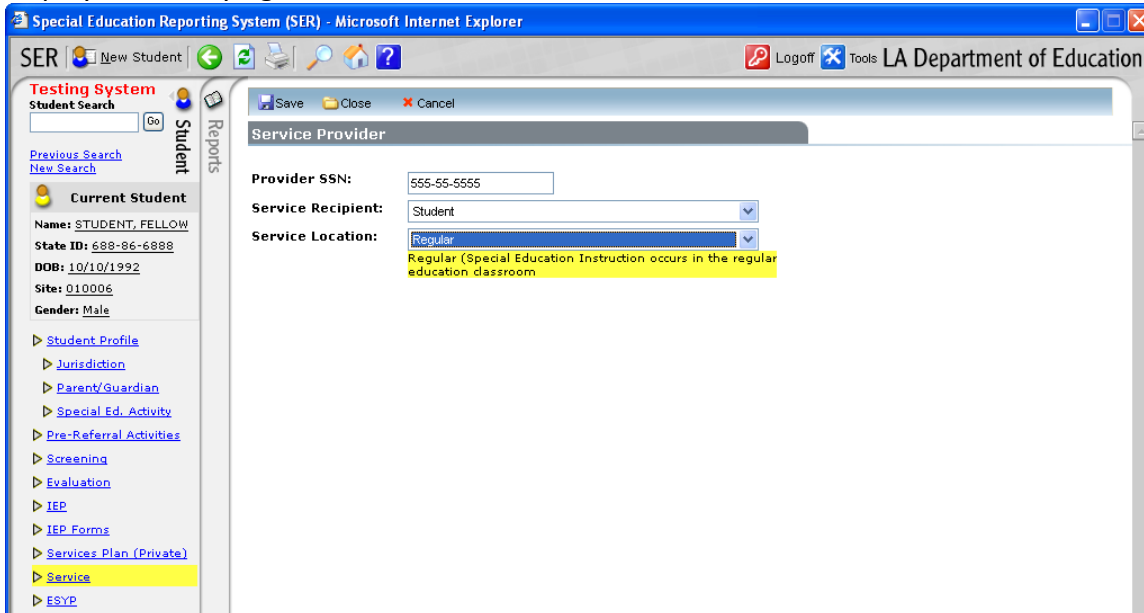 Special Education Reporting System (SER) - Microsoft Internet Explorer
SER New Student Logoff Tools LA Department of Education
Testing System
Student Search
Go
Previous Search
New Search
Student
Reports
Current Student
Name: STUDENT, FELLOW
State ID: 688-86-6888
DOB: 10/10/1992
Site: 010006
Gender: Male
Student Profile
Jurisdiction
Parent/Guardian
Special Ed. Activity
Pre-Referral Activities
Screening
Evaluation
IEP
IEP Forms
Services Plan (Private)
Service
ESYP
Save Close Cancel
Service Provider
Provider SSN: 555-55-5555
Service Recipient: Student
Service Location: Regular
Regular (Special Education Instruction occurs in the regular
education classroom